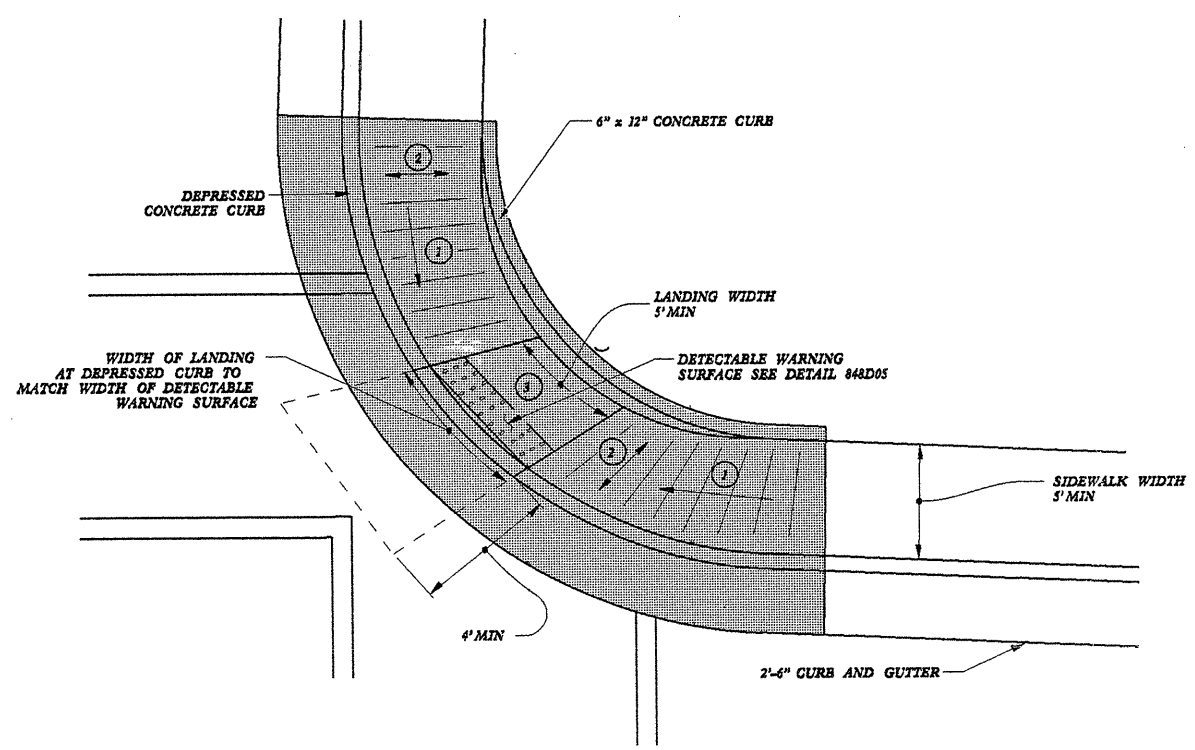 6" x 12" CONCRETE CURB
2
DEPRESSED
CONCRETE CURB
1
LANDING WIDTH
5' MIN
WIDTH OF LANDING
AT DEPRESSED CURB TO
MATCH WIDTH OF DETECTABLE
WARNING SURFACE
DETECTABLE WARNING
SURFACE SEE DETAIL 848D05
3
2
1
SIDEWALK WIDTH
5' MIN
4' MIN
2'-6" CURB AND GUTTER